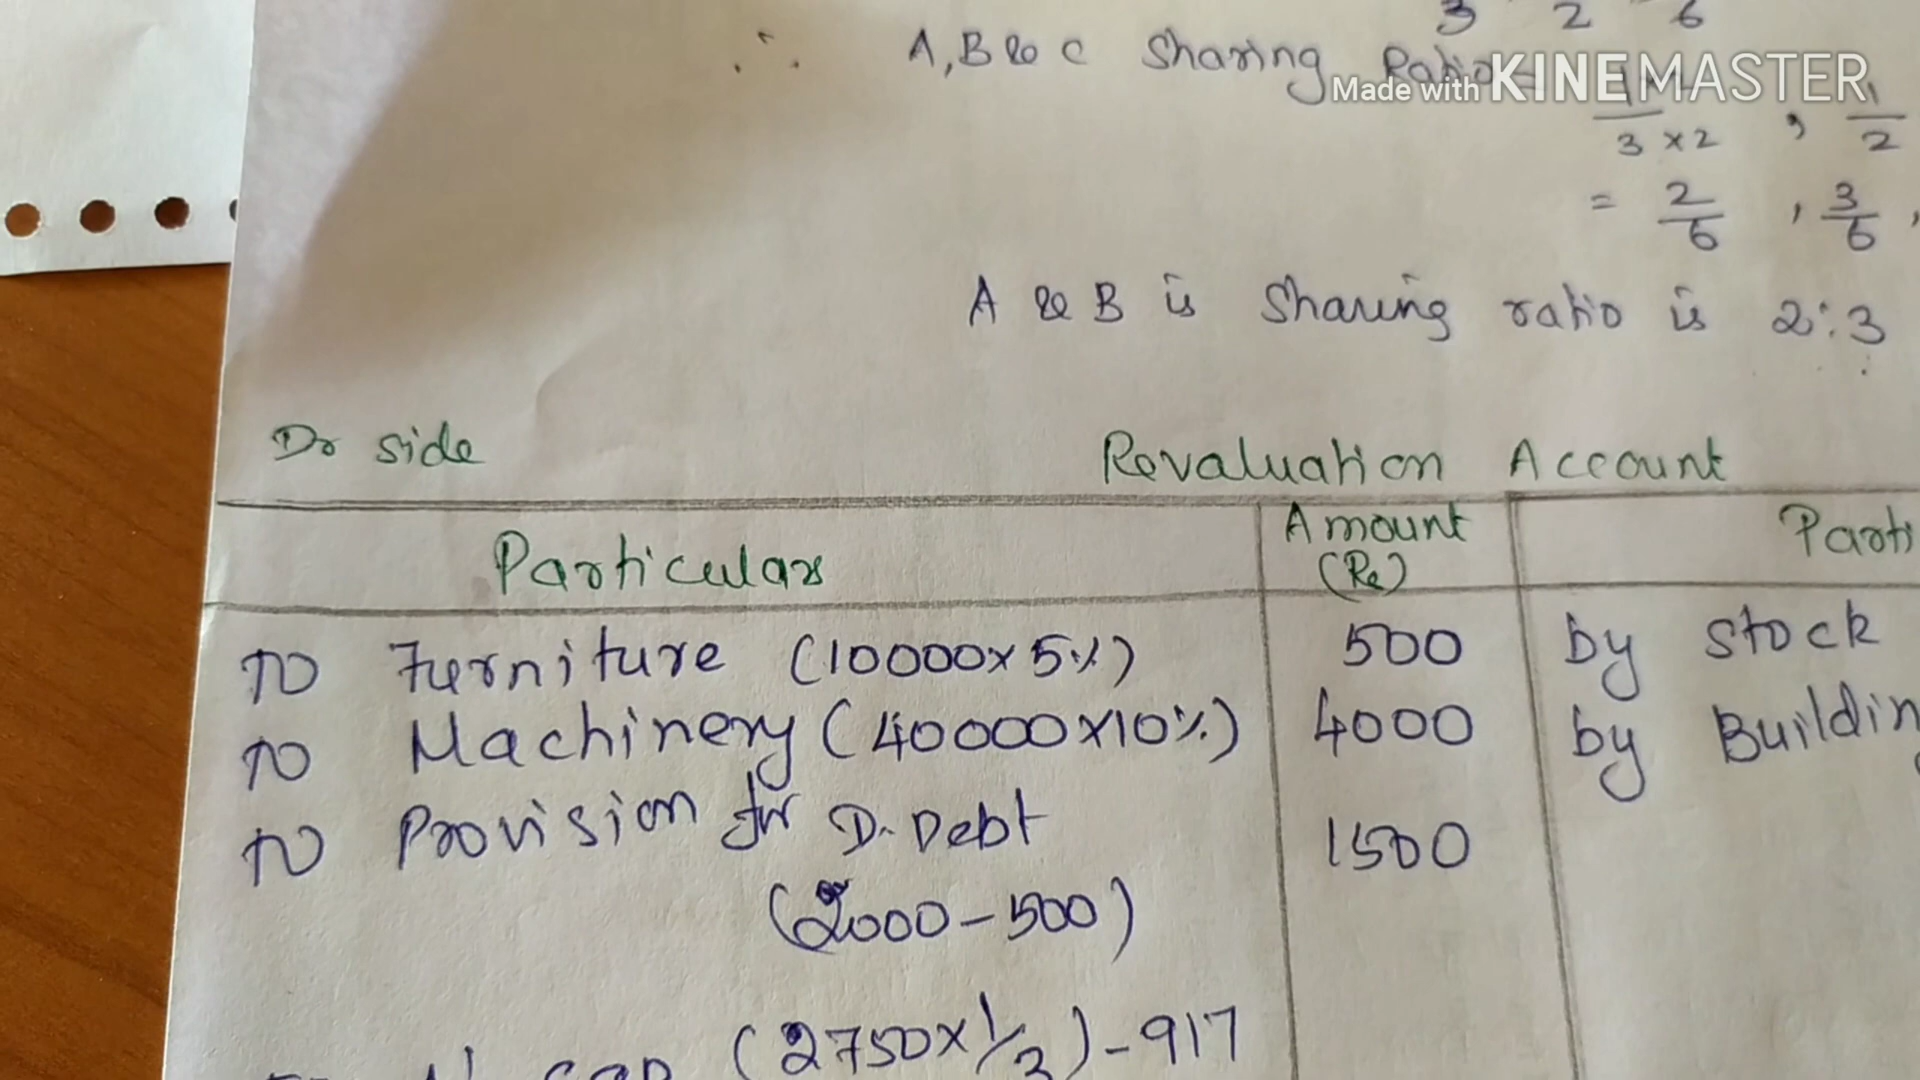 3 2 6
∴ A, B & C Sharing Ratio
Made with KINEMASTER
1/3 × 2 , 1/2
= 2/6 , 3/6 ,
A & B is Sharing ratio is 2:3
Dr side Revaluation Account
Particulars Amount (Rs) Parti
To Furniture (10000×5%) 500 by Stock
To Machinery (40000×10%) 4000 by Buildin
To Provision for D. Debt 1500
(2000-500)
(2750×1/3)-917